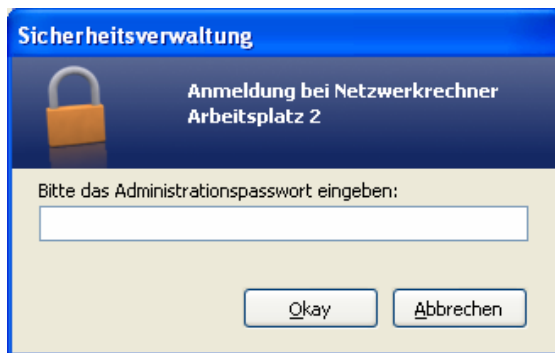 Sicherheitsverwaltung
Anmeldung bei Netzwerkrechner
Arbeitsplatz 2
Bitte das Administrationspasswort eingeben:
Okay
Abbrechen